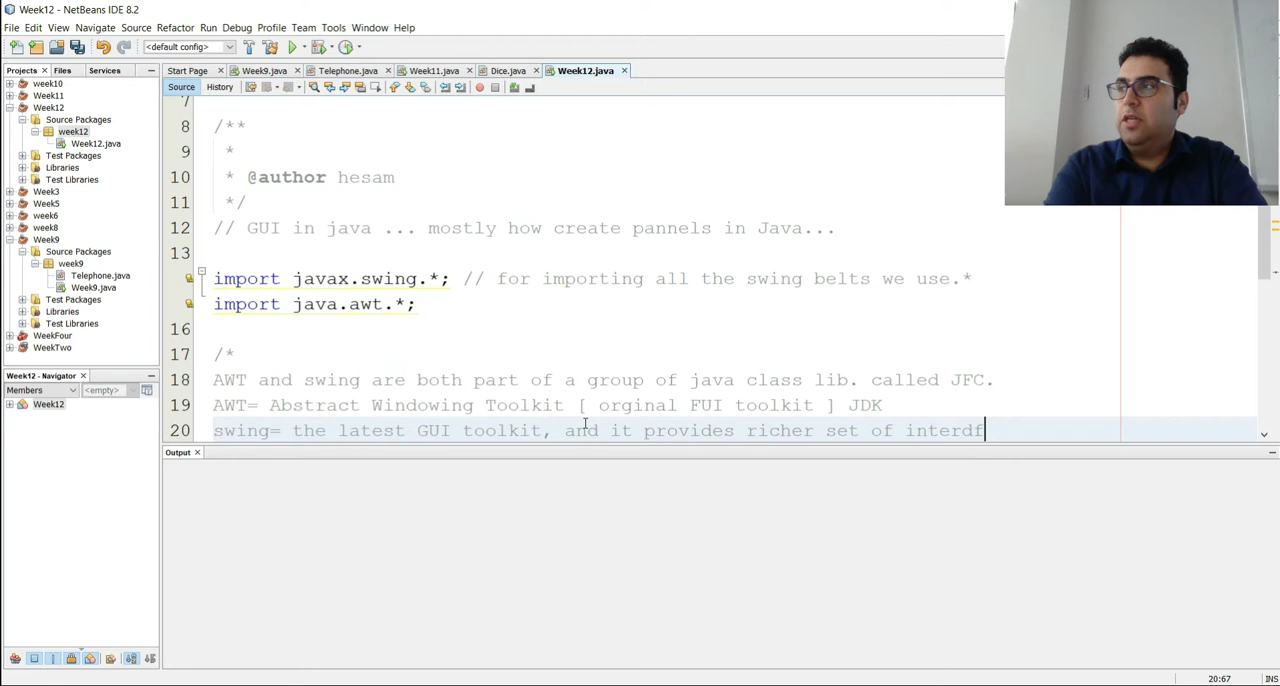 Week12 - NetBeans IDE 8.2
File Edit View Navigate Source Refactor Run Debug Profile Team Tools Window Help
<default config>
Projects Files Services
Start Page Week9.java Telephone.java Week11.java Dice.java Week12.java
Source History
week10
Week11
Week12
Source Packages
week12
Week12.java
Test Packages
Libraries
Test Libraries
Week3
Week5
week6
week8
Week9
Source Packages
week9
Telephone.java
Week9.java
Test Packages
Libraries
Test Libraries
WeekFour
WeekTwo
Week12 - Navigator
Members <empty>
Week12
7
8 /**
9 *
10 * @author hesam
11 */
12 // GUI in java ... mostly how create pannels in Java...
13
import javax.swing.*; // for importing all the swing belts we use.*
import java.awt.*;
16
17 /*
18 AWT and swing are both part of a group of java class lib. called JFC.
19 AWT= Abstract Windowing Toolkit [ orginal FUI toolkit ] JDK
20 swing= the latest GUI toolkit, and it provides richer set of interdf
Output
20:67 INS